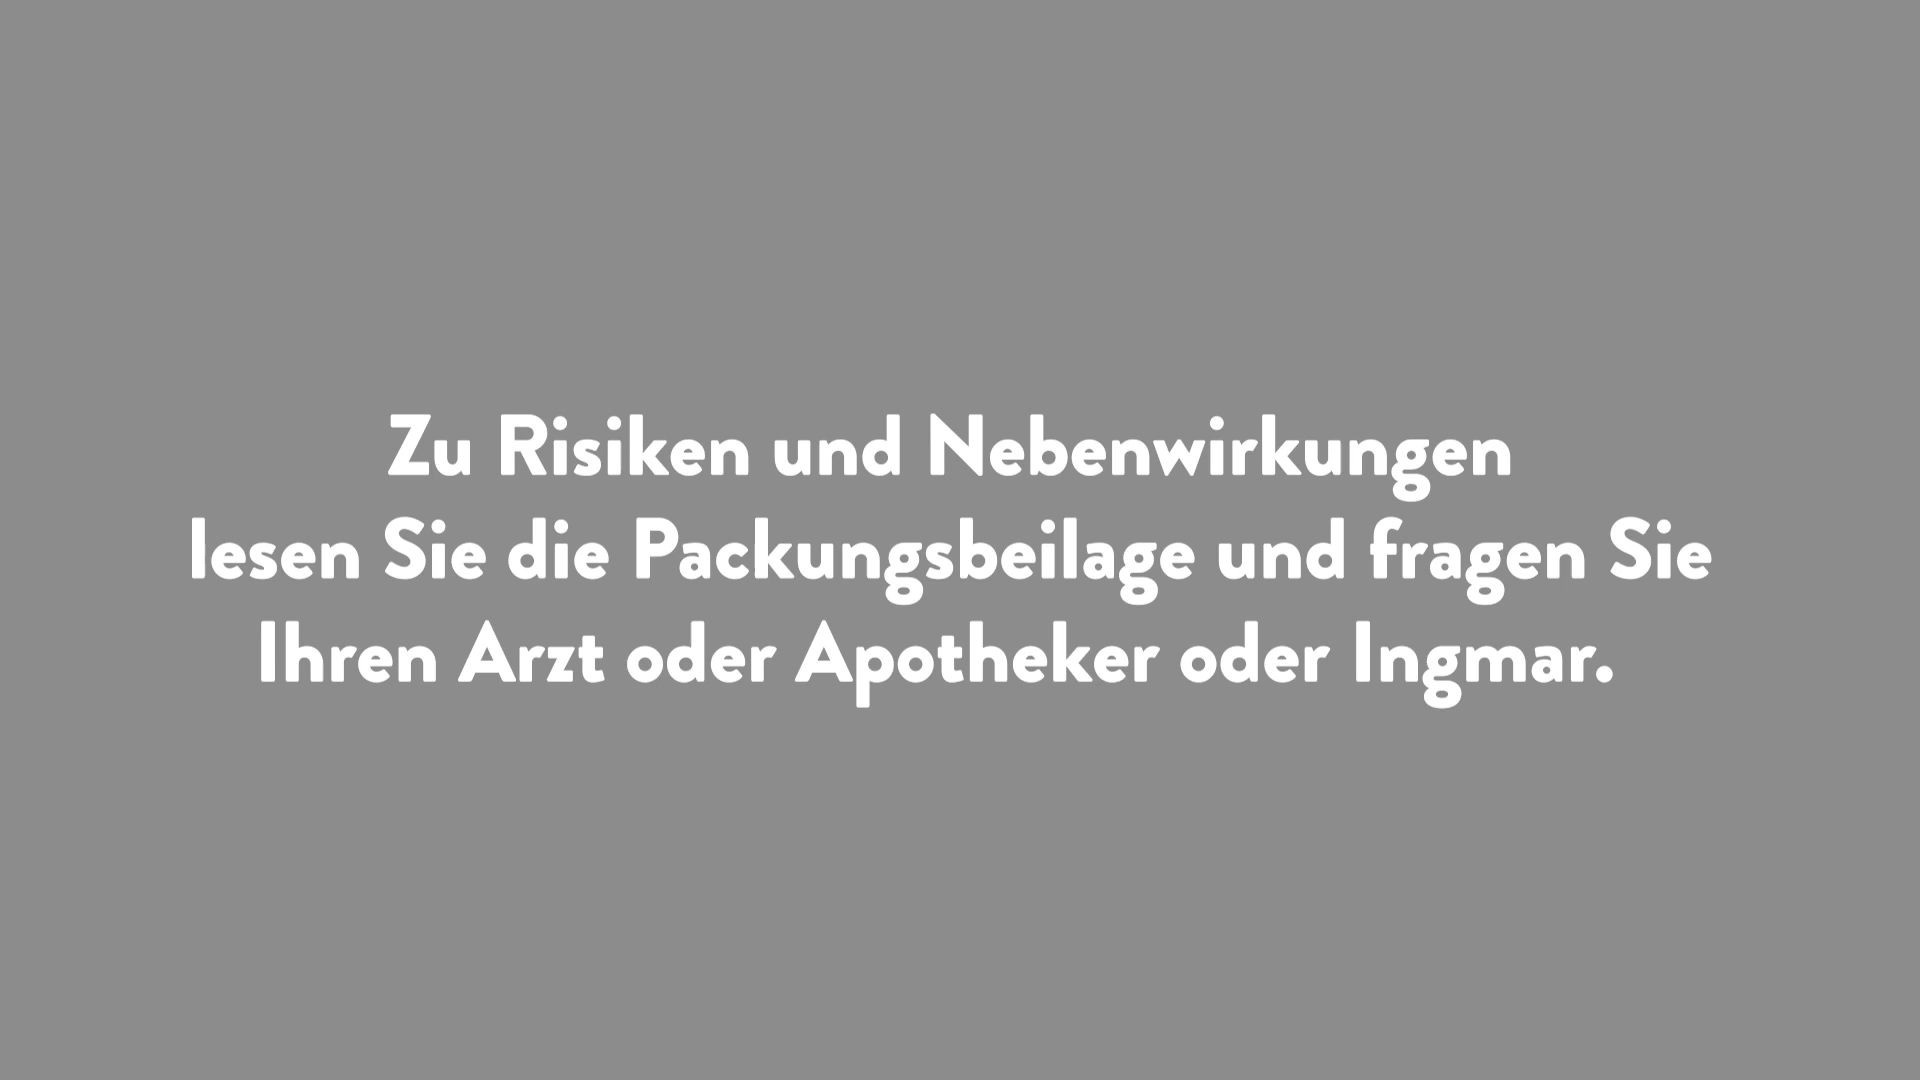 Zu Risiken und Nebenwirkungen
lesen Sie die Packungsbeilage und fragen Sie
Ihren Arzt oder Apotheker oder Ingmar.